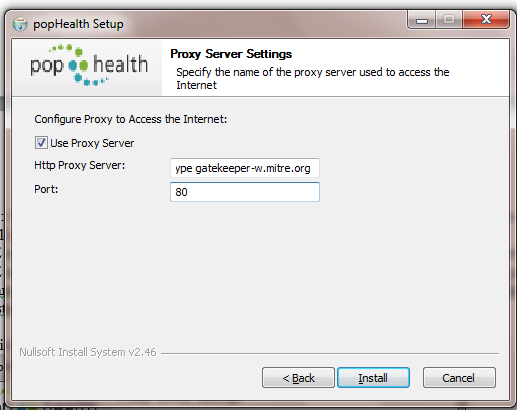 popHealth Setup
pop health
Proxy Server Settings
Specify the name of the proxy server used to access the
Internet
Configure Proxy to Access the Internet:
Use Proxy Server
Http Proxy Server:
ype gatekeeper-w.mitre.org
Port:
80
Nullsoft Install System v2.46
< Back
Install
Cancel